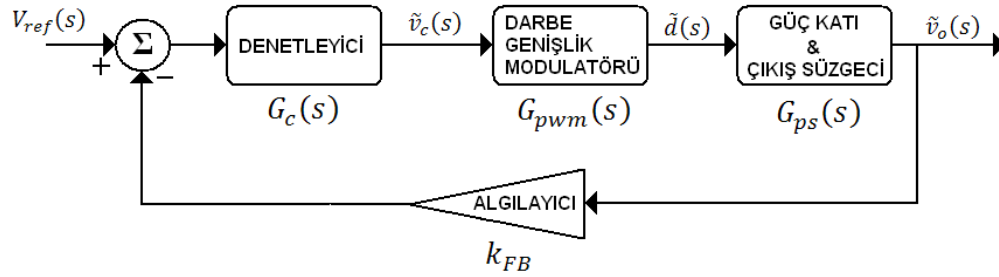 V_ref(s)
+
Σ
−
DENETLEYİCİ
G_c(s)
ṽ_c(s)
DARBE
GENİŞLİK
MODULATÖRÜ
G_pwm(s)
d̃(s)
GÜÇ KATI
&
ÇIKIŞ SÜZGECİ
G_ps(s)
ṽ_o(s)
ALGILAYICI
k_FB